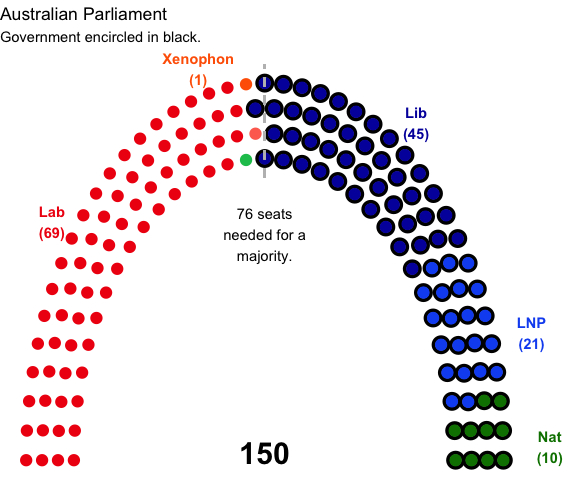 Australian Parliament
Government encircled in black.
Xenophon
(1)
Lib
(45)
Lab
(69)
76 seats
needed for a
majority.
LNP
(21)
Nat
(10)
150